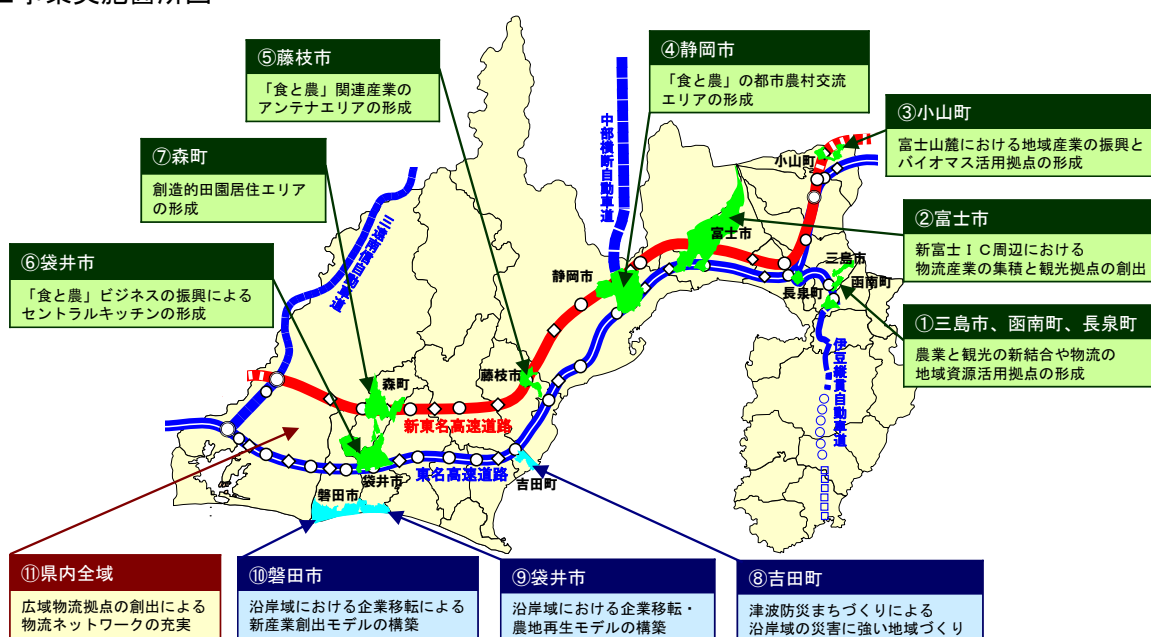 ⑤藤枝市
「食と農」関連産業の
アンテナエリアの形成
④静岡市
「食と農」の都市農村交流
エリアの形成
③小山町
富士山麓における地域産業の振興と
バイオマス活用拠点の形成
⑦森町
創造的田園居住エリア
の形成
②富士市
新富士ＩＣ周辺における
物流産業の集積と観光拠点の創出
⑥袋井市
「食と農」ビジネスの振興による
セントラルキッチンの形成
①三島市、函南町、長泉町
農業と観光の新結合や物流の
地域資源活用拠点の形成
中部横断自動車道
三遠南信自動車道
小山町
富士市
三島市
函南町
静岡市
長泉町
伊豆縦貫自動車道
藤枝市
森町
新東名高速道路
東名高速道路
袋井市
吉田町
磐田市
⑪県内全域
広域物流拠点の創出による
物流ネットワークの充実
⑩磐田市
沿岸域における企業移転による
新産業創出モデルの構築
⑨袋井市
沿岸域における企業移転・
農地再生モデルの構築
⑧吉田町
津波防災まちづくりによる
沿岸域の災害に強い地域づくり